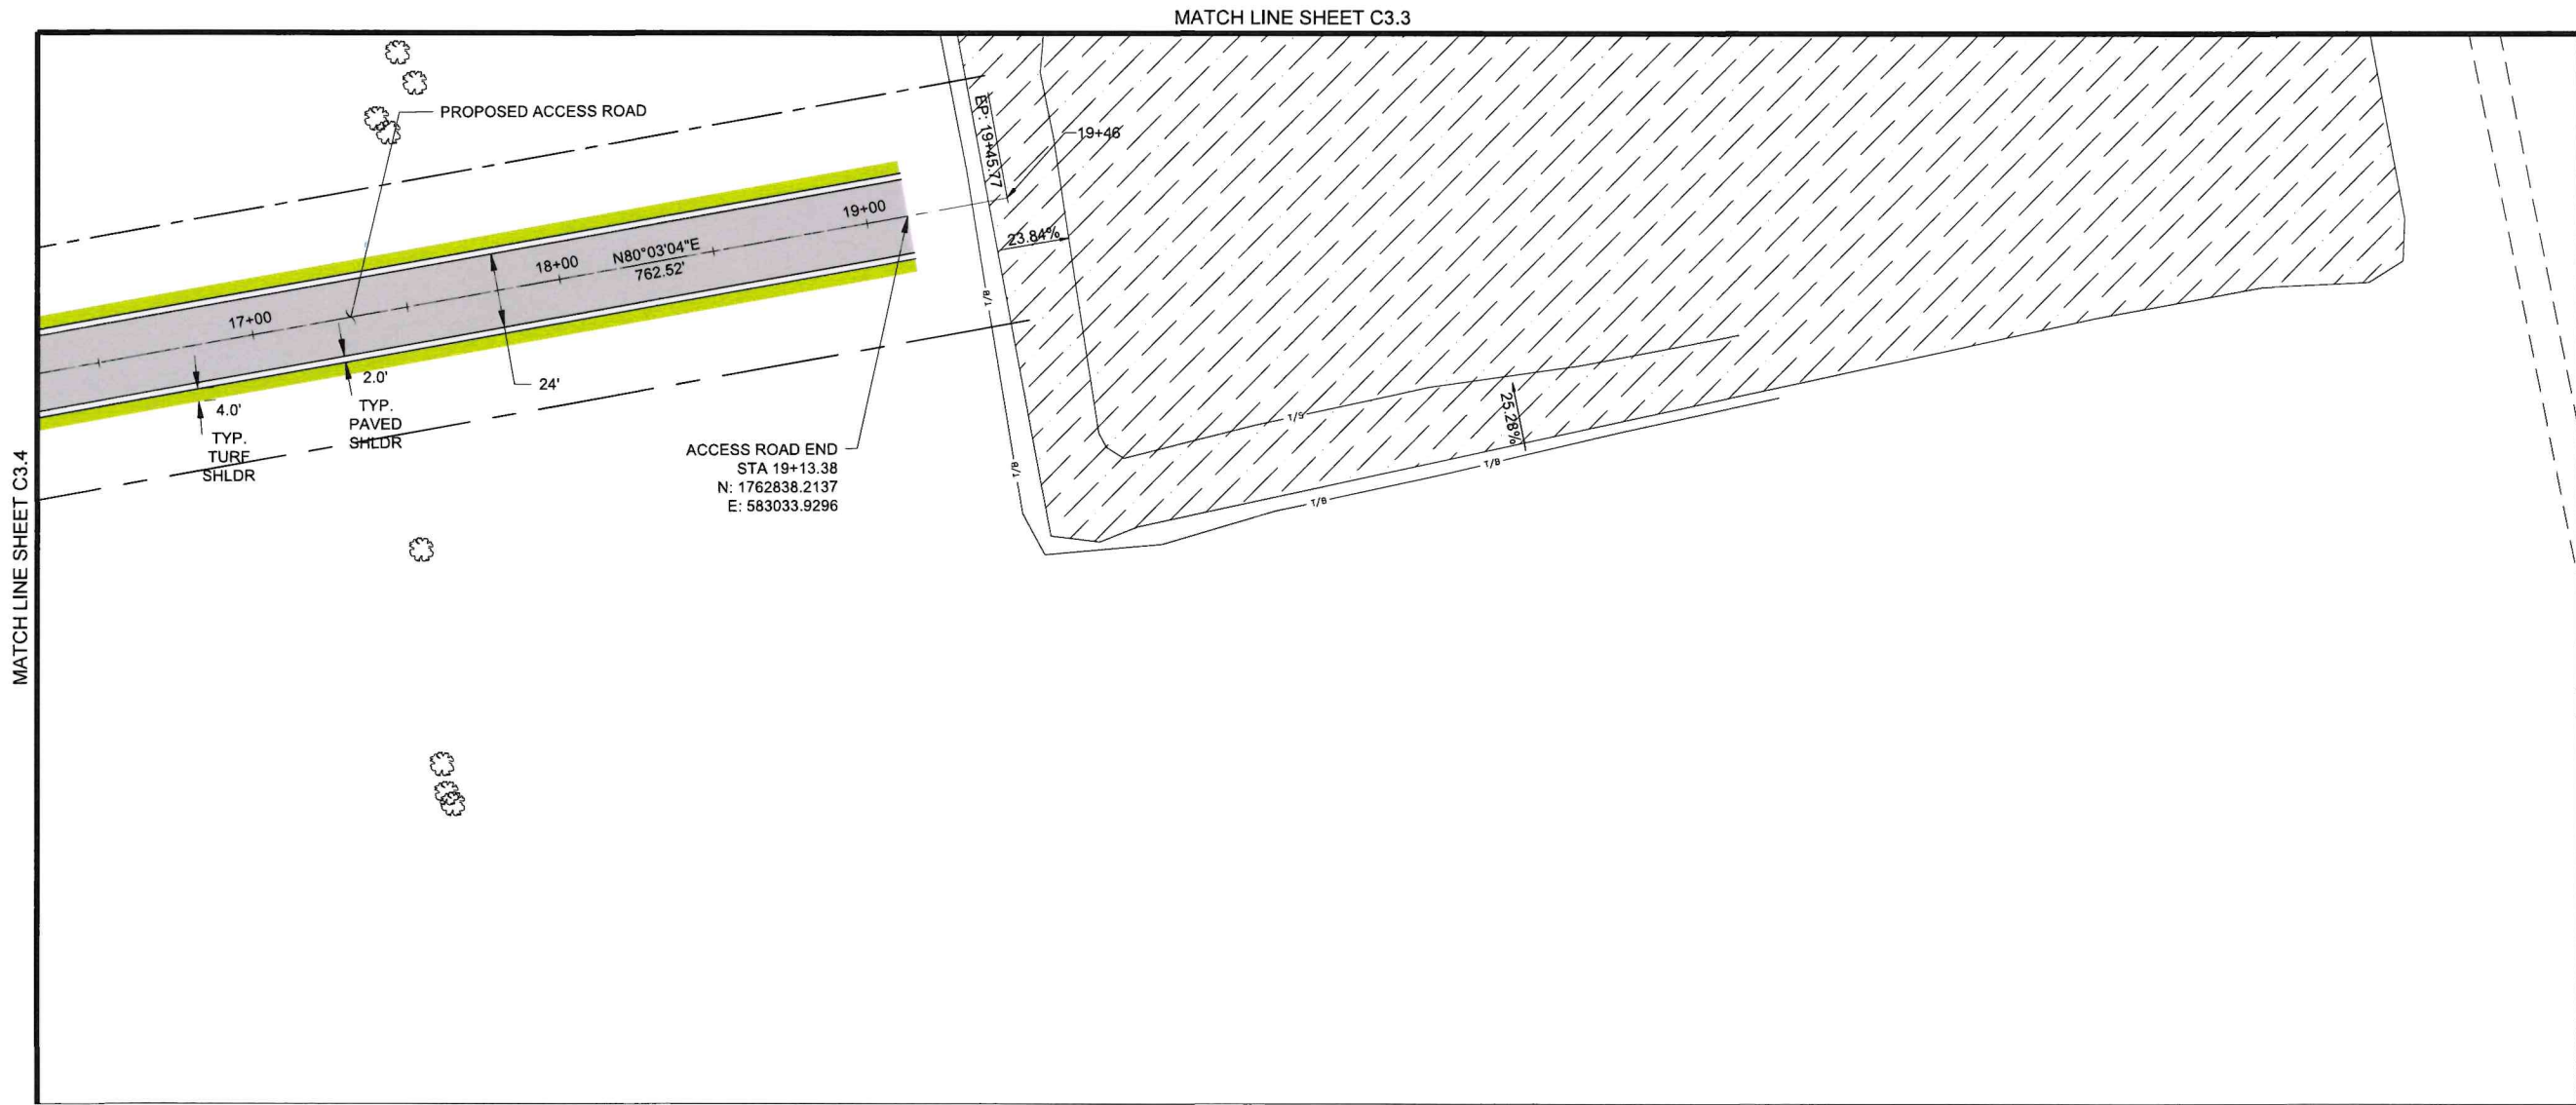 MATCH LINE SHEET C3.3
PROPOSED ACCESS ROAD
EP: 19+45.77
19+46
19+00
23.84%
N80°03'04"E
762.52'
18+00
17+00
T/B
24'
2.0'
TYP.
PAVED
SHLDR
4.0'
TYP.
TURF
SHLDR
25.28%
T/S
T/B
T/B
T/B
ACCESS ROAD END
STA 19+13.38
N: 1762838.2137
E: 583033.9296
MATCH LINE SHEET C3.4